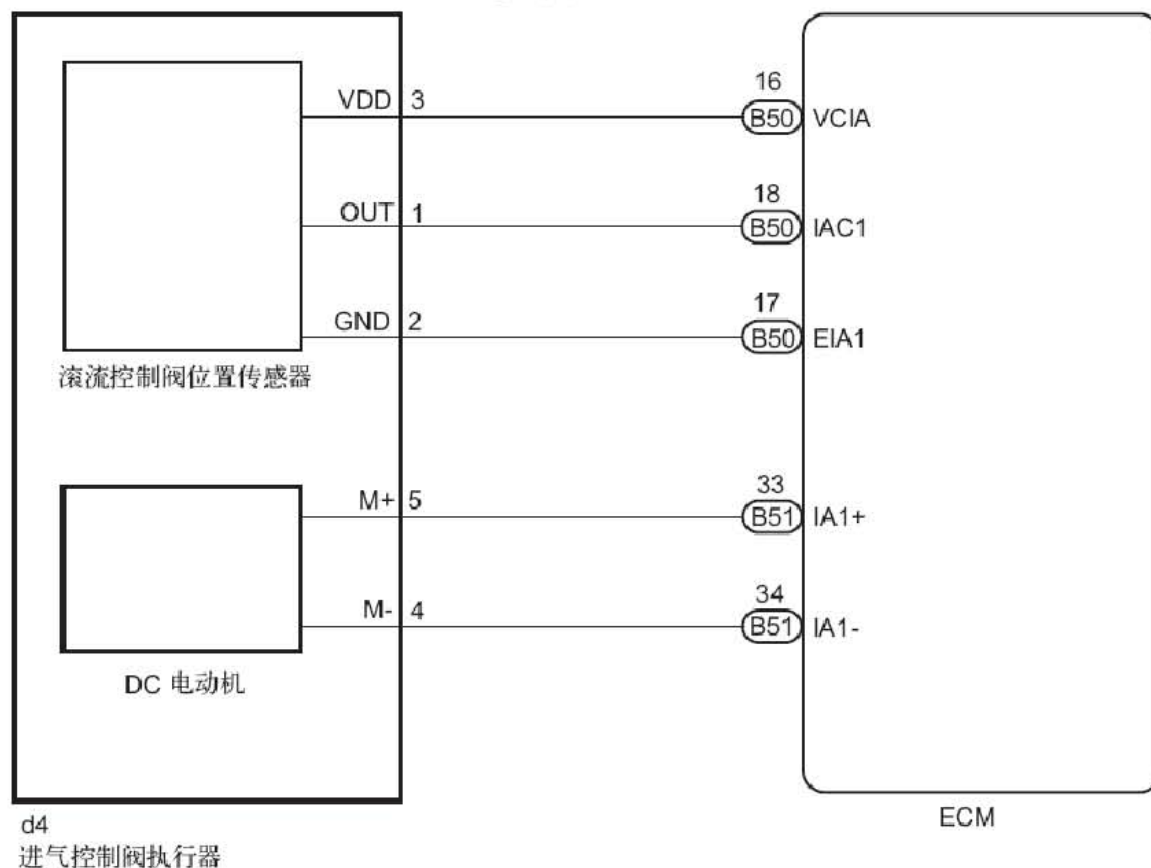 VDD 3 16 B50 VCIA
OUT 1 18 B50 IAC1
GND 2 17 B50 EIA1
滚流控制阀位置传感器
M+ 5 33 B51 IA1+
M- 4 34 B51 IA1-
DC 电动机
ECM
d4
进气控制阀执行器